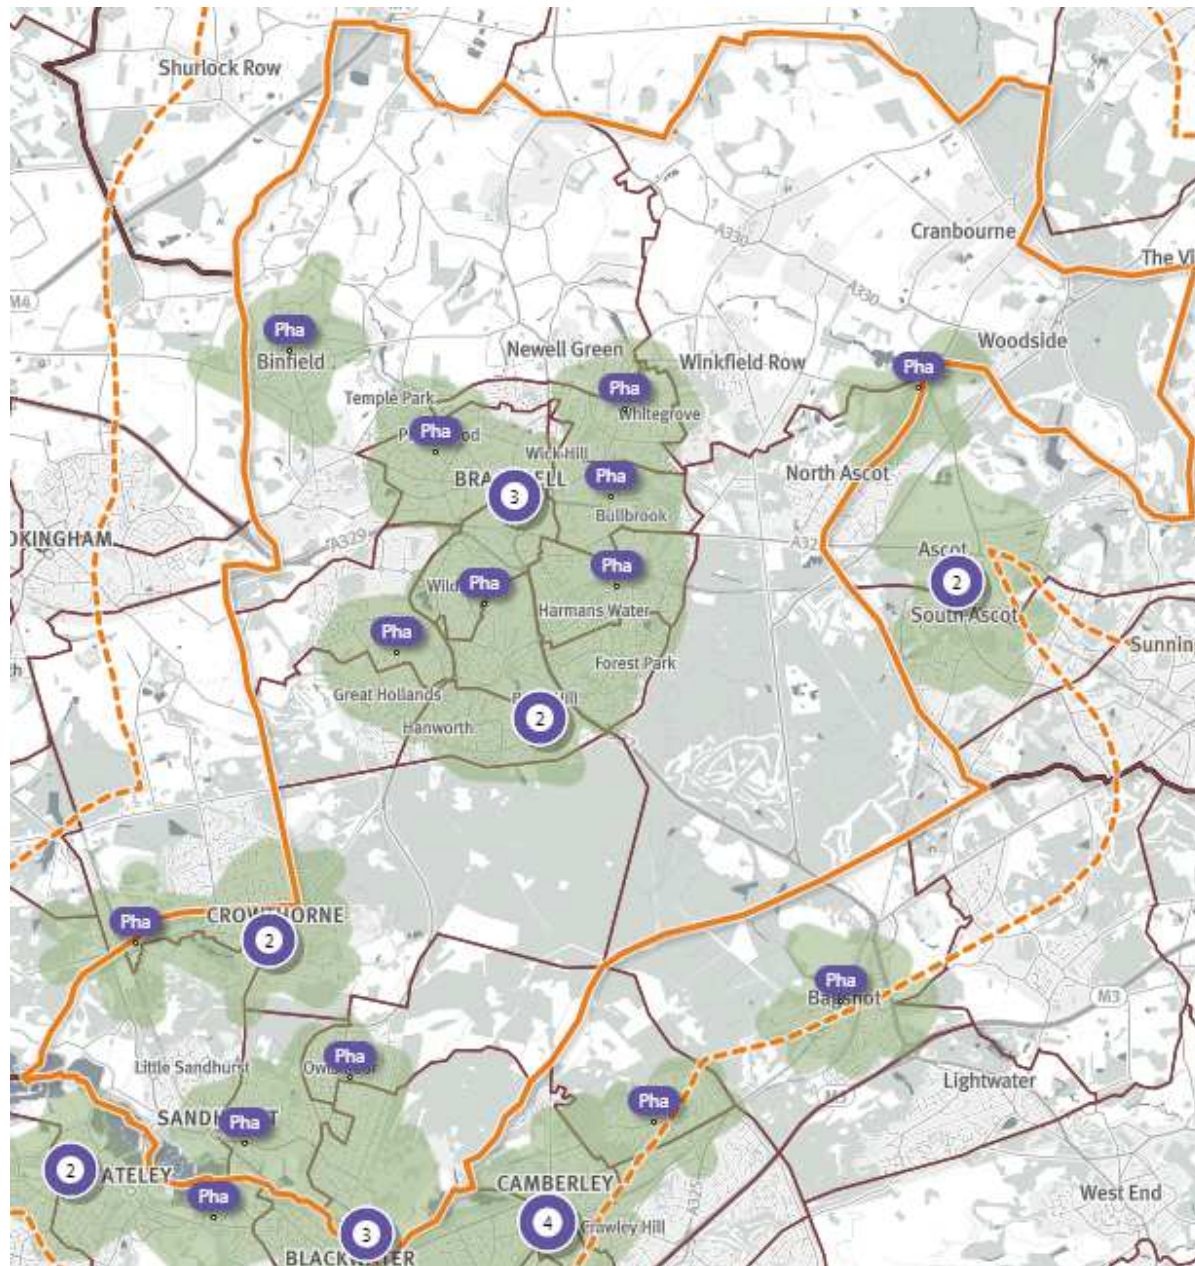 Shurlock Row
Cranbourne
A330
The Vi
M4
A330
Pha
Binfield
Newell Green
Winkfield Row
Woodside
Pha
Temple Park
Pha
Whitegrove
Pha
Wick Hill
North Ascot
Pha
3
Bullbrook
OKINGHAM
A329
A32
Ascot
Pha
Pha
2
Harmans Water
South Ascot
Pha
Forest Park
Sunnin
Great Hollands
2
Hanworth
CROWTHORNE
Pha
2
Pha
Bagshot
M3
Pha
Little Sandhurst
Lightwater
M3
Pha
Pha
2
ATELEY
CAMBERLEY
Pha
West End
3
4
Crawley Hill
BLACKWATER